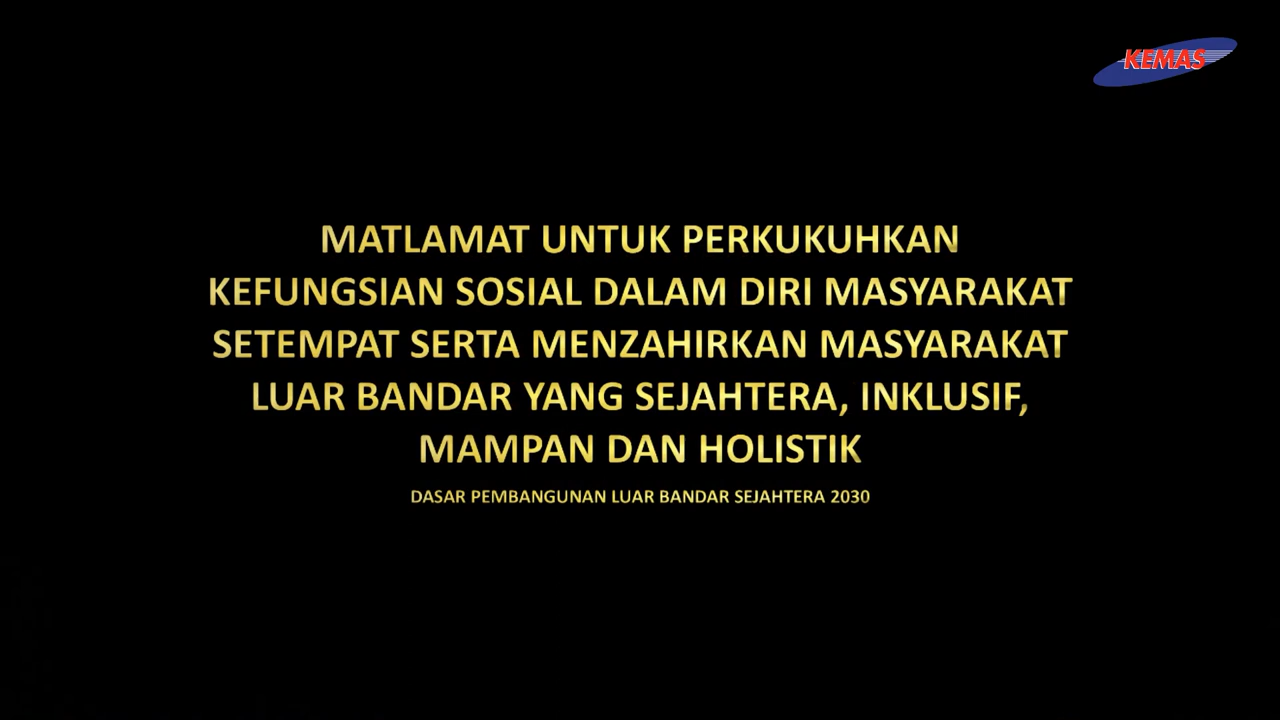 KEMAS
MATLAMAT UNTUK PERKUKUHKAN
KEFUNGSIAN SOSIAL DALAM DIRI MASYARAKAT
SETEMPAT SERTA MENZAHIRKAN MASYARAKAT
LUAR BANDAR YANG SEJAHTERA, INKLUSIF,
MAMPAN DAN HOLISTIK
DASAR PEMBANGUNAN LUAR BANDAR SEJAHTERA 2030